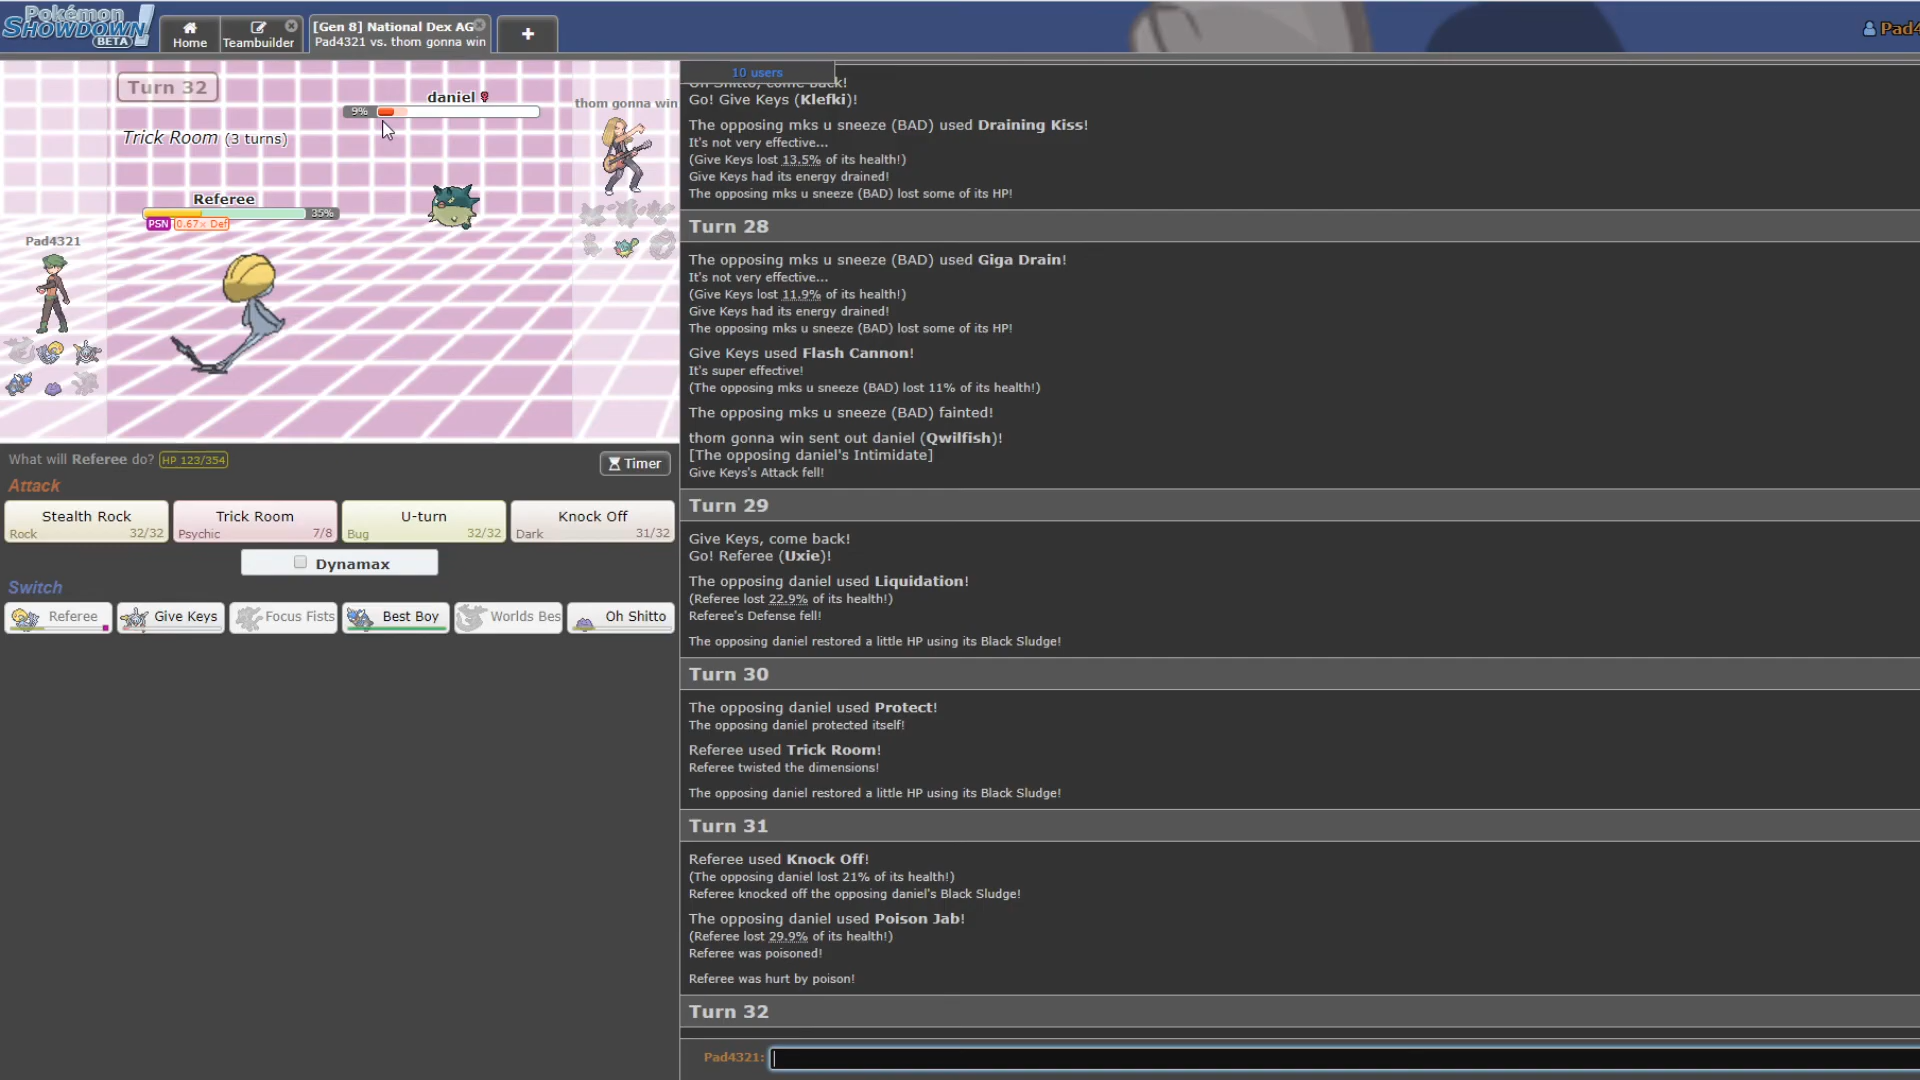 Pokémon
SHOWDOWN!
BETA
Home
Teambuilder
[Gen 8] National Dex AG
Pad4321 vs. thom gonna win
+
Pad4
Turn 32
Trick Room (3 turns)
daniel
9%
thom gonna win
Referee
35%
PSN 0.67× Def
Pad4321
What will Referee do? HP 123/354
Timer
Attack
Stealth Rock
Rock 32/32
Trick Room
Psychic 7/8
U-turn
Bug 32/32
Knock Off
Dark 31/32
Dynamax
Switch
Referee
Give Keys
Focus Fists
Best Boy
Worlds Bes
Oh Shitto
10 users
Oh Shitto, come back!
Go! Give Keys (Klefki)!
The opposing mks u sneeze (BAD) used Draining Kiss!
It's not very effective...
(Give Keys lost 13.5% of its health!)
Give Keys had its energy drained!
The opposing mks u sneeze (BAD) lost some of its HP!
Turn 28
The opposing mks u sneeze (BAD) used Giga Drain!
It's not very effective...
(Give Keys lost 11.9% of its health!)
Give Keys had its energy drained!
The opposing mks u sneeze (BAD) lost some of its HP!
Give Keys used Flash Cannon!
It's super effective!
(The opposing mks u sneeze (BAD) lost 11% of its health!)
The opposing mks u sneeze (BAD) fainted!
thom gonna win sent out daniel (Qwilfish)!
[The opposing daniel's Intimidate]
Give Keys's Attack fell!
Turn 29
Give Keys, come back!
Go! Referee (Uxie)!
The opposing daniel used Liquidation!
(Referee lost 22.9% of its health!)
Referee's Defense fell!
The opposing daniel restored a little HP using its Black Sludge!
Turn 30
The opposing daniel used Protect!
The opposing daniel protected itself!
Referee used Trick Room!
Referee twisted the dimensions!
The opposing daniel restored a little HP using its Black Sludge!
Turn 31
Referee used Knock Off!
(The opposing daniel lost 21% of its health!)
Referee knocked off the opposing daniel's Black Sludge!
The opposing daniel used Poison Jab!
(Referee lost 29.9% of its health!)
Referee was poisoned!
Referee was hurt by poison!
Turn 32
Pad4321: